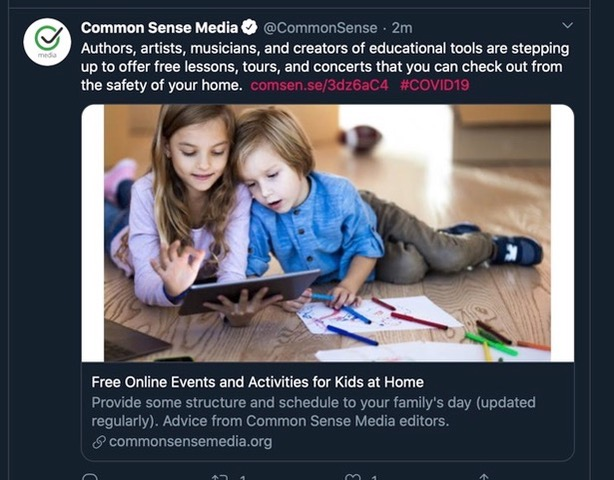 Common Sense Media @CommonSense · 2m
media
Authors, artists, musicians, and creators of educational tools are stepping
up to offer free lessons, tours, and concerts that you can check out from
the safety of your home. comsen.se/3dz6aC4 #COVID19
Free Online Events and Activities for Kids at Home
Provide some structure and schedule to your family's day (updated
regularly). Advice from Common Sense Media editors.
commonsensemedia.org
1 1